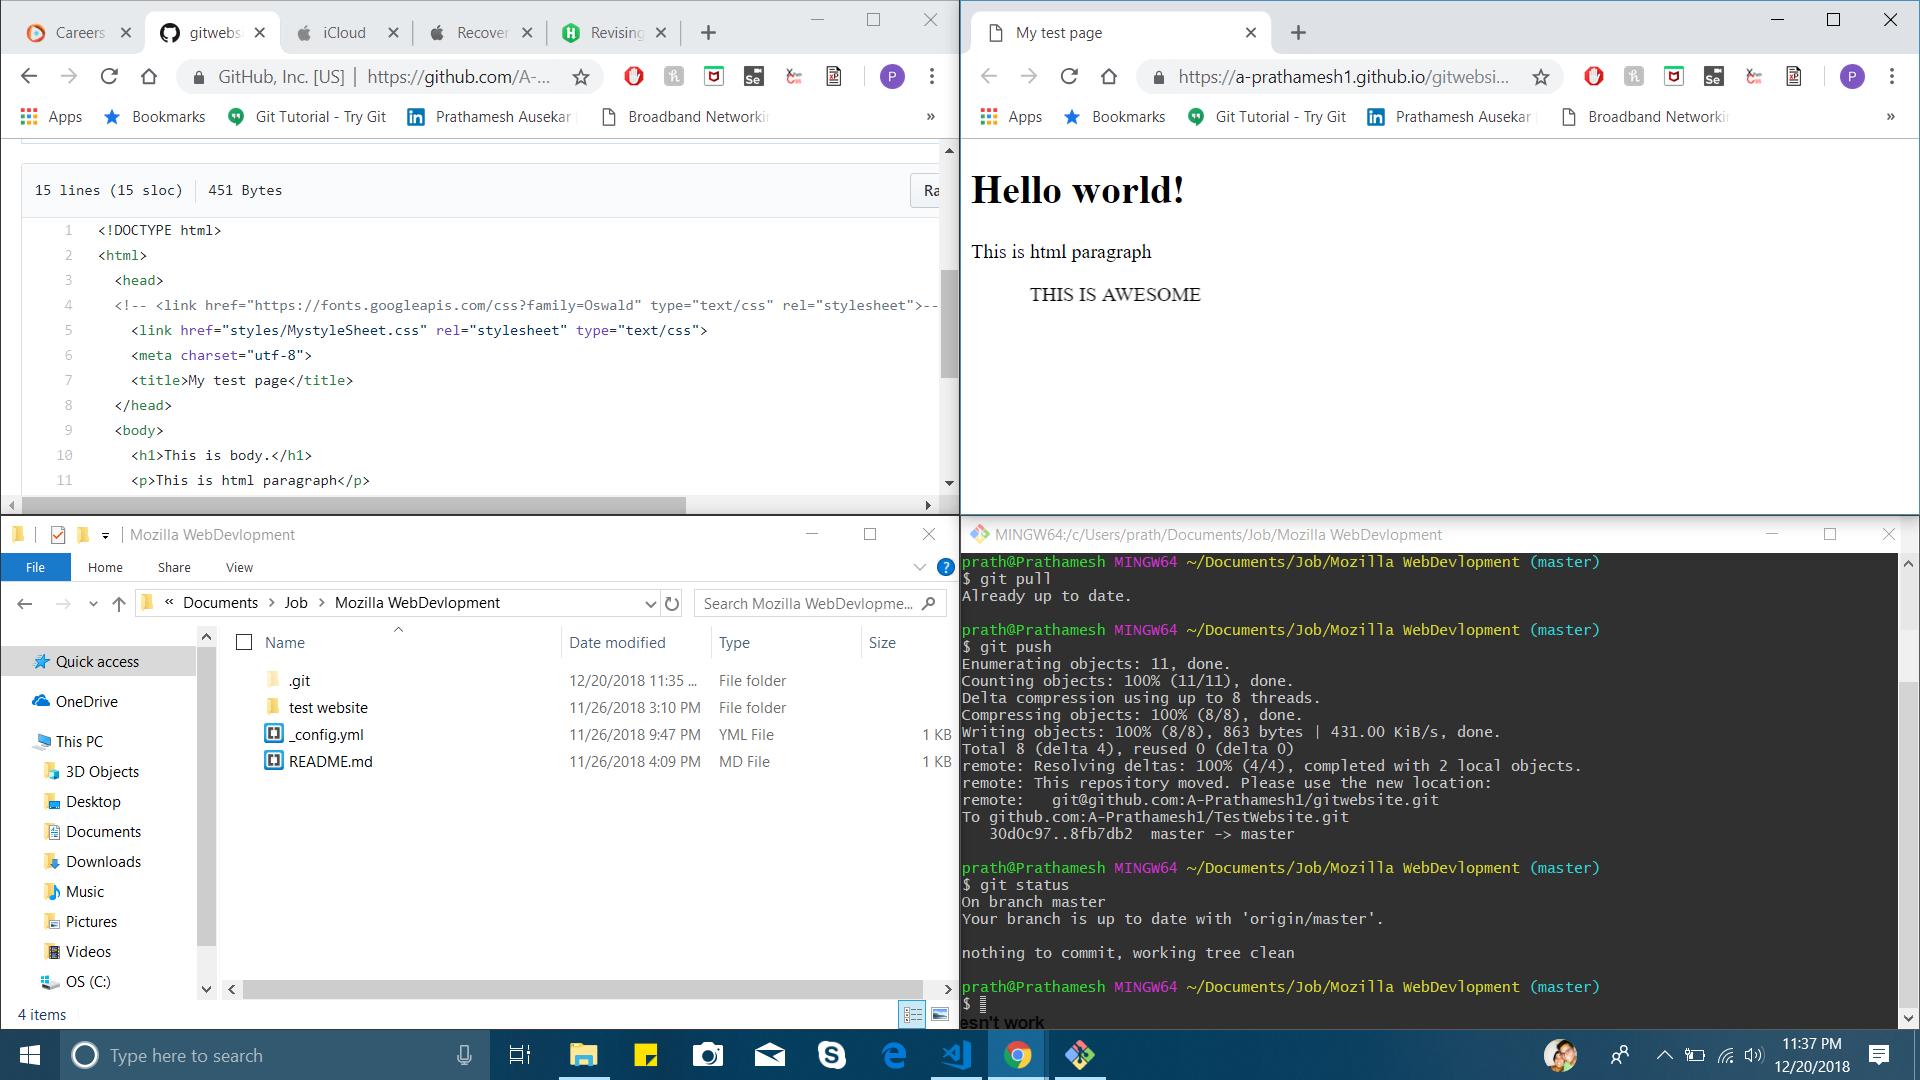 Careers
gitwebs
iCloud
Recover
Revising
GitHub, Inc. [US] | https://github.com/A-...
P
Apps
Bookmarks
Git Tutorial - Try Git
Prathamesh Ausekar
Broadband Networkin
»
15 lines (15 sloc) | 451 Bytes
Ra
1 <!DOCTYPE html>
2 <html>
3 <head>
4 <!-- <link href="https://fonts.googleapis.com/css?family=Oswald" type="text/css" rel="stylesheet">--
5 <link href="styles/MystyleSheet.css" rel="stylesheet" type="text/css">
6 <meta charset="utf-8">
7 <title>My test page</title>
8 </head>
9 <body>
10 <h1>This is body.</h1>
11 <p>This is html paragraph</p>
My test page
https://a-prathamesh1.github.io/gitwebsi...
P
Apps
Bookmarks
Git Tutorial - Try Git
Prathamesh Ausekar
Broadband Networkin
»
Hello world!
This is html paragraph
THIS IS AWESOME
Mozilla WebDevlopment
File Home Share View
« Documents › Job › Mozilla WebDevlopment
Search Mozilla WebDevlopme...
Quick access
OneDrive
This PC
3D Objects
Desktop
Documents
Downloads
Music
Pictures
Videos
OS (C:)
Name Date modified Type Size
.git 12/20/2018 11:35 ... File folder
test website 11/26/2018 3:10 PM File folder
_config.yml 11/26/2018 9:47 PM YML File 1 KB
README.md 11/26/2018 4:09 PM MD File 1 KB
4 items
MINGW64:/c/Users/prath/Documents/Job/Mozilla WebDevlopment
prath@Prathamesh MINGW64 ~/Documents/Job/Mozilla WebDevlopment (master)
$ git pull
Already up to date.
prath@Prathamesh MINGW64 ~/Documents/Job/Mozilla WebDevlopment (master)
$ git push
Enumerating objects: 11, done.
Counting objects: 100% (11/11), done.
Delta compression using up to 8 threads.
Compressing objects: 100% (8/8), done.
Writing objects: 100% (8/8), 863 bytes | 431.00 KiB/s, done.
Total 8 (delta 4), reused 0 (delta 0)
remote: Resolving deltas: 100% (4/4), completed with 2 local objects.
remote: This repository moved. Please use the new location:
remote:   git@github.com:A-Prathamesh1/gitwebsite.git
To github.com:A-Prathamesh1/TestWebsite.git
30d0c97..8fb7db2  master -> master
prath@Prathamesh MINGW64 ~/Documents/Job/Mozilla WebDevlopment (master)
$ git status
On branch master
Your branch is up to date with 'origin/master'.
nothing to commit, working tree clean
prath@Prathamesh MINGW64 ~/Documents/Job/Mozilla WebDevlopment (master)
$
esn't work
Type here to search
11:37 PM
12/20/2018